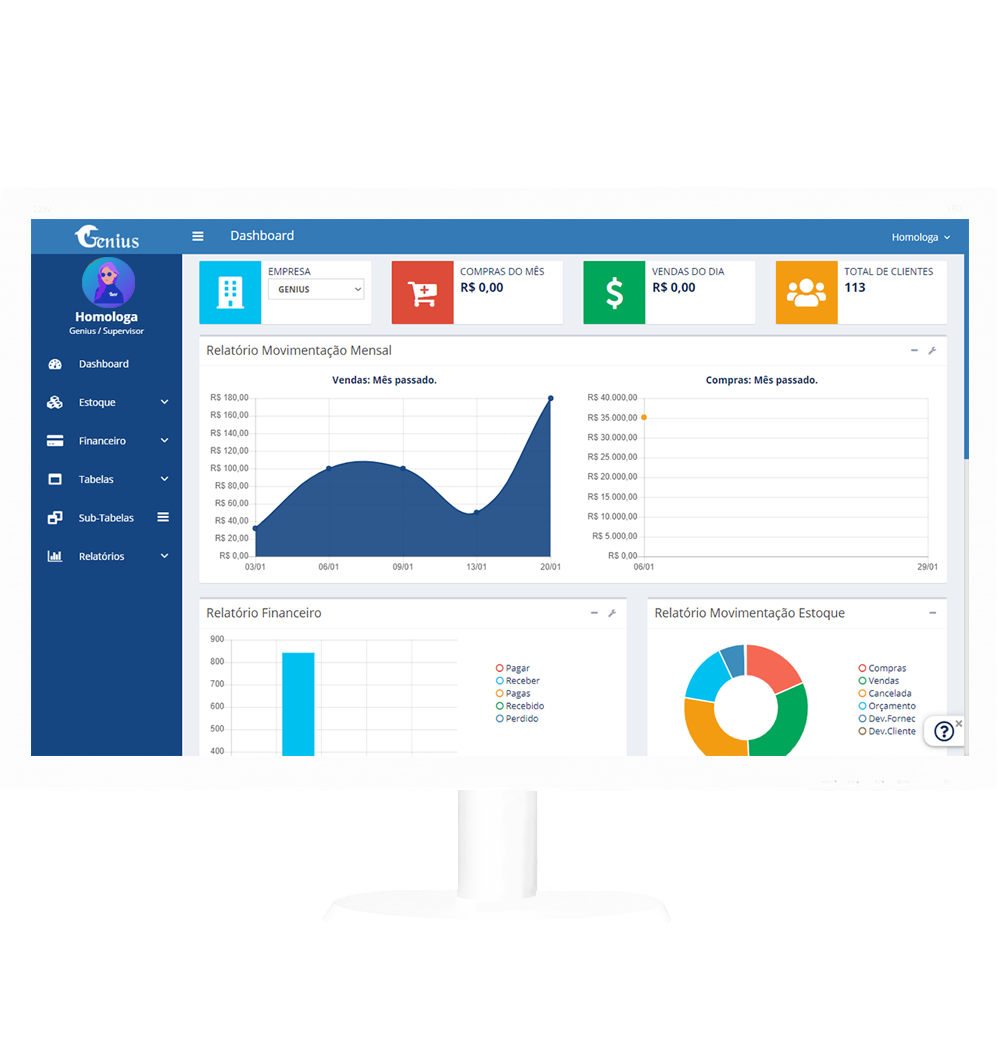 Genius
Dashboard
Homologa
Homologa
Genius / Supervisor
Dashboard
Estoque
Financeiro
Tabelas
Sub-Tabelas
Relatórios
EMPRESA
GENIUS
COMPRAS DO MÊS
R$ 0,00
VENDAS DO DIA
R$ 0,00
TOTAL DE CLIENTES
113
Relatório Movimentação Mensal
Vendas: Mês passado.
R$ 180,00
R$ 160,00
R$ 140,00
R$ 120,00
R$ 100,00
R$ 80,00
R$ 60,00
R$ 40,00
R$ 20,00
R$ 0,00
03/01 06/01 09/01 13/01 20/01
Compras: Mês passado.
R$ 40.000,00
R$ 35.000,00
R$ 30.000,00
R$ 25.000,00
R$ 20.000,00
R$ 15.000,00
R$ 10.000,00
R$ 5.000,00
R$ 0,00
06/01 29/01
Relatório Financeiro
900
800
700
600
500
400
Pagar
Receber
Pagas
Recebido
Perdido
Relatório Movimentação Estoque
Compras
Vendas
Cancelada
Orçamento
Dev.Fornec
Dev.Cliente